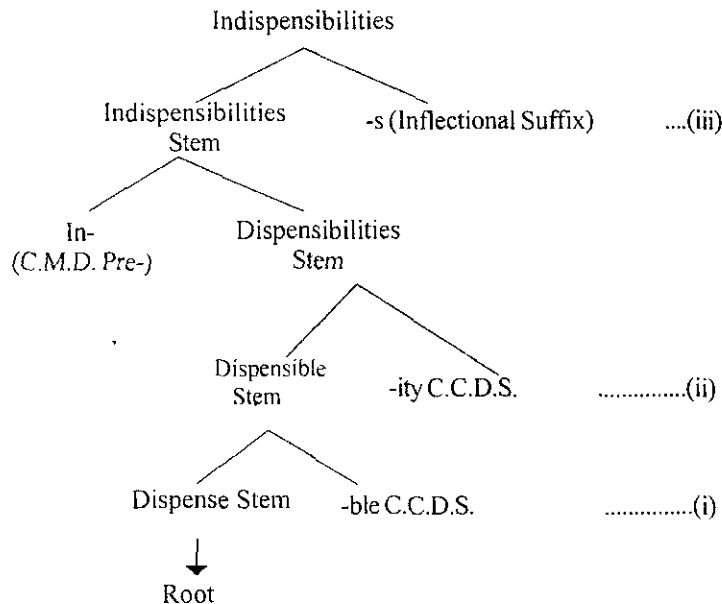 Indispensibilities
Indispensibilities
Stem
-s (Inflectional Suffix) ....(iii)
In-
(C.M.D. Pre-)
Dispensibilities
Stem
Dispensible
Stem
-ity C.C.D.S. ...............(ii)
Dispense Stem -ble C.C.D.S. ...............(i)
Root